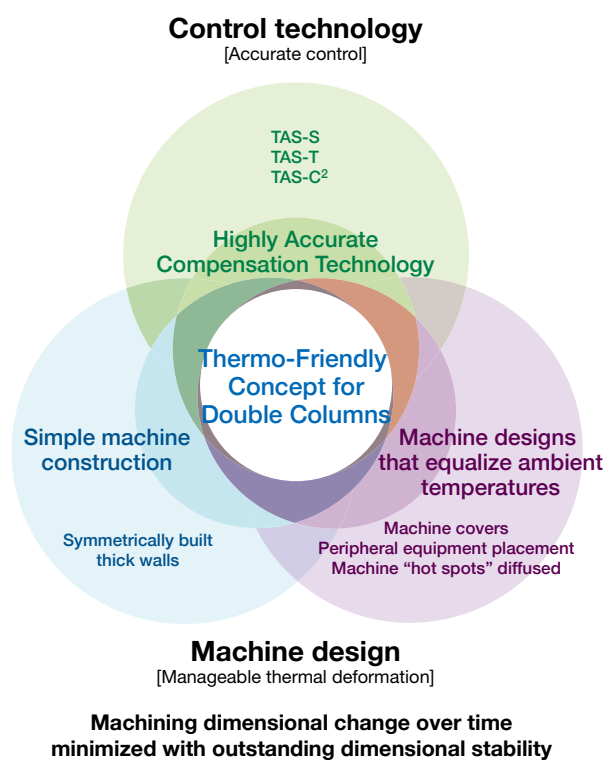 Control technology
[Accurate control]
TAS-S
TAS-T
TAS-C²
Highly Accurate
Compensation Technology
Thermo-Friendly
Concept for
Double Columns
Simple machine
construction
Symmetrically built
thick walls
Machine designs
that equalize ambient
temperatures
Machine covers
Peripheral equipment placement
Machine “hot spots” diffused
Machine design
[Manageable thermal deformation]
Machining dimensional change over time
minimized with outstanding dimensional stability